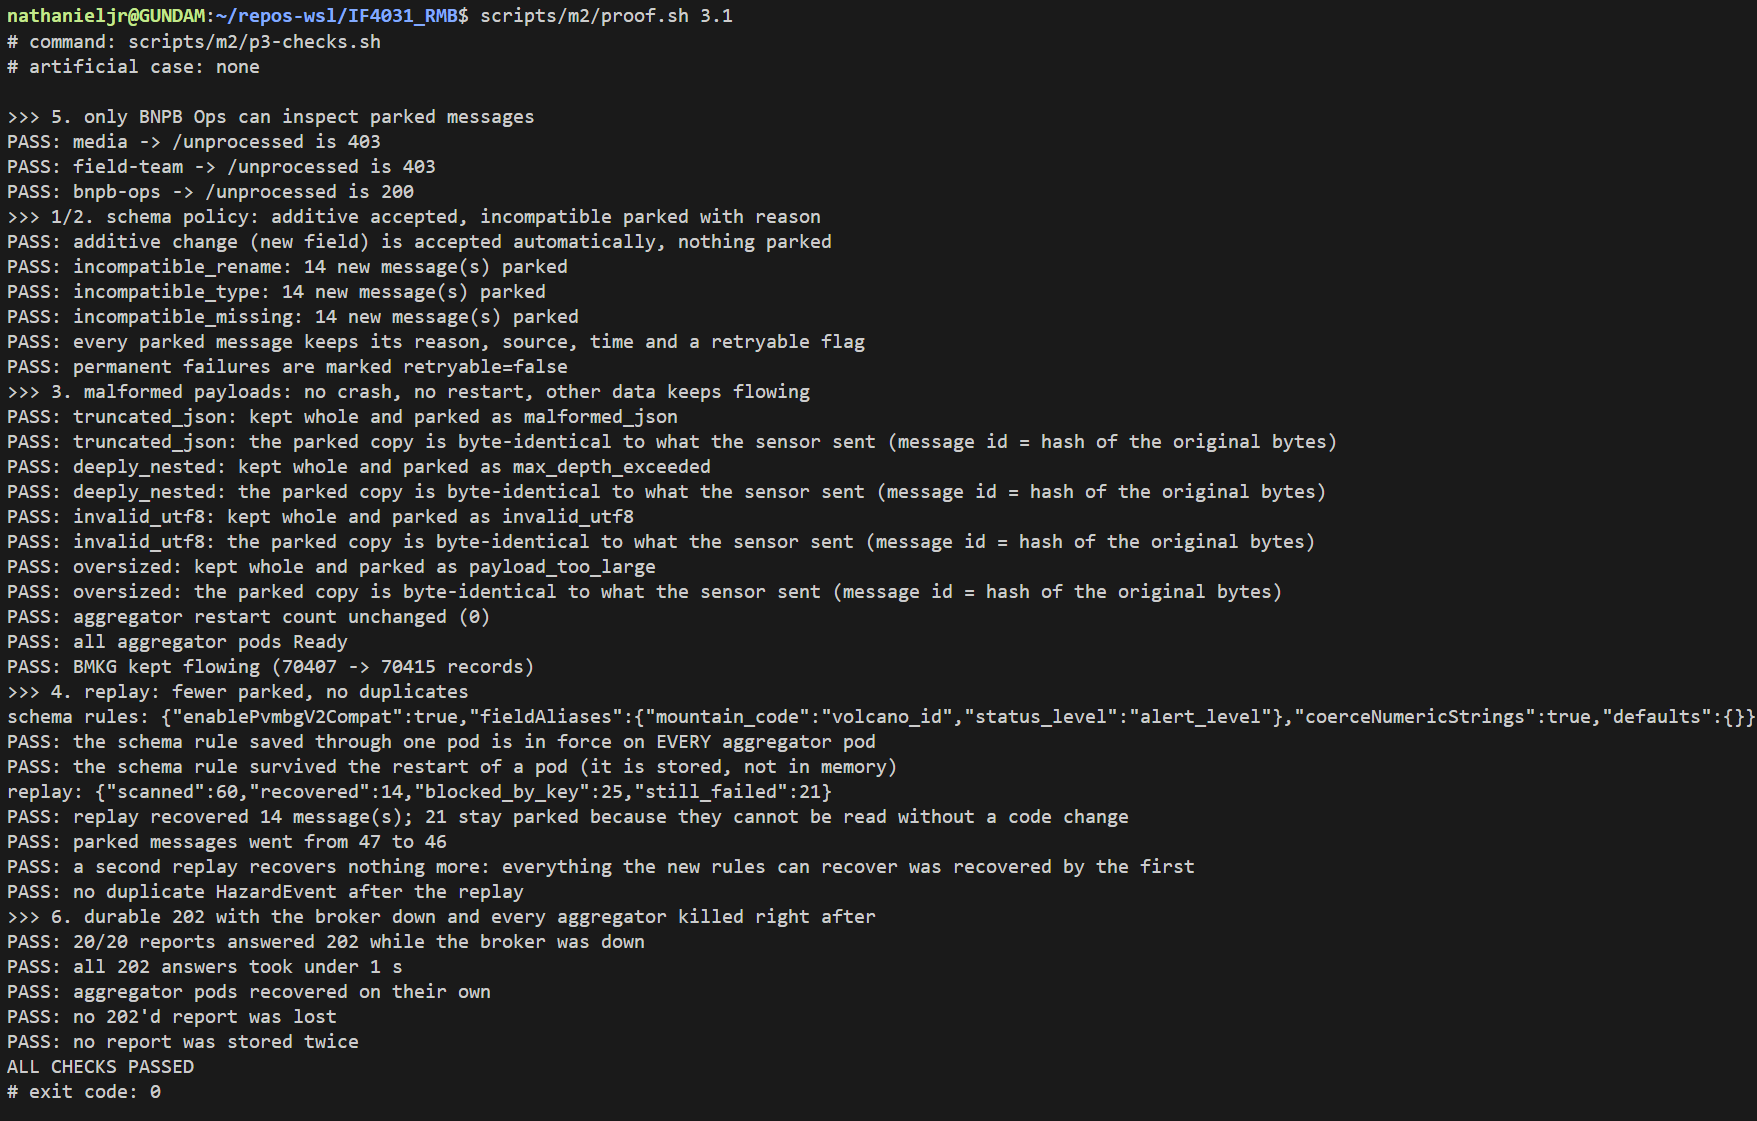 nathanieljr@GUNDAM:~/repos-wsl/IF4031_RMB$ scripts/m2/proof.sh 3.1
# command: scripts/m2/p3-checks.sh
# artificial case: none
>>> 5. only BNPB Ops can inspect parked messages
PASS: media -> /unprocessed is 403
PASS: field-team -> /unprocessed is 403
PASS: bnpb-ops -> /unprocessed is 200
>>> 1/2. schema policy: additive accepted, incompatible parked with reason
PASS: additive change (new field) is accepted automatically, nothing parked
PASS: incompatible_rename: 14 new message(s) parked
PASS: incompatible_type: 14 new message(s) parked
PASS: incompatible_missing: 14 new message(s) parked
PASS: every parked message keeps its reason, source, time and a retryable flag
PASS: permanent failures are marked retryable=false
>>> 3. malformed payloads: no crash, no restart, other data keeps flowing
PASS: truncated_json: kept whole and parked as malformed_json
PASS: truncated_json: the parked copy is byte-identical to what the sensor sent (message id = hash of the original bytes)
PASS: deeply_nested: kept whole and parked as max_depth_exceeded
PASS: deeply_nested: the parked copy is byte-identical to what the sensor sent (message id = hash of the original bytes)
PASS: invalid_utf8: kept whole and parked as invalid_utf8
PASS: invalid_utf8: the parked copy is byte-identical to what the sensor sent (message id = hash of the original bytes)
PASS: oversized: kept whole and parked as payload_too_large
PASS: oversized: the parked copy is byte-identical to what the sensor sent (message id = hash of the original bytes)
PASS: aggregator restart count unchanged (0)
PASS: all aggregator pods Ready
PASS: BMKG kept flowing (70407 -> 70415 records)
>>> 4. replay: fewer parked, no duplicates
schema rules: {"enablePvmbgV2Compat":true,"fieldAliases":{"mountain_code":"volcano_id","status_level":"alert_level"},"coerceNumericStrings":true,"defaults":{}}
PASS: the schema rule saved through one pod is in force on EVERY aggregator pod
PASS: the schema rule survived the restart of a pod (it is stored, not in memory)
replay: {"scanned":60,"recovered":14,"blocked_by_key":25,"still_failed":21}
PASS: replay recovered 14 message(s); 21 stay parked because they cannot be read without a code change
PASS: parked messages went from 47 to 46
PASS: a second replay recovers nothing more: everything the new rules can recover was recovered by the first
PASS: no duplicate HazardEvent after the replay
>>> 6. durable 202 with the broker down and every aggregator killed right after
PASS: 20/20 reports answered 202 while the broker was down
PASS: all 202 answers took under 1 s
PASS: aggregator pods recovered on their own
PASS: no 202'd report was lost
PASS: no report was stored twice
ALL CHECKS PASSED
# exit code: 0